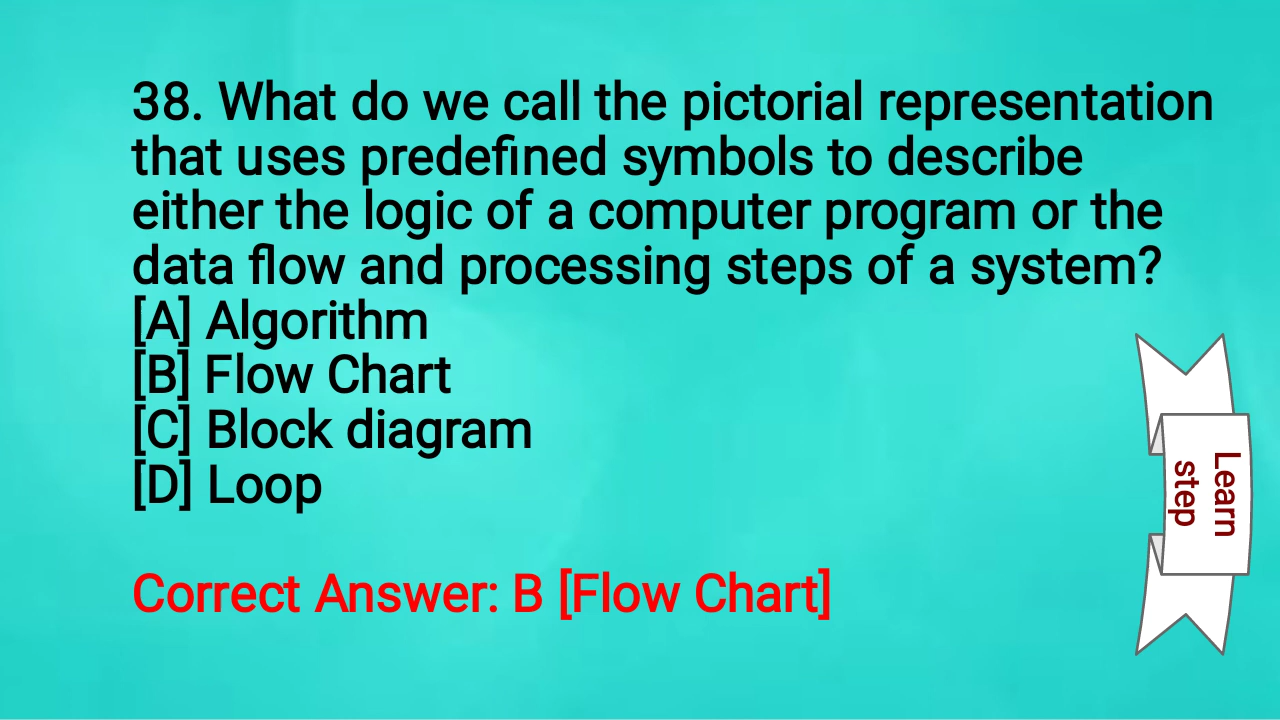 38. What do we call the pictorial representation
that uses predefined symbols to describe
either the logic of a computer program or the
data flow and processing steps of a system?
[A] Algorithm
[B] Flow Chart
[C] Block diagram
[D] Loop
Correct Answer: B [Flow Chart]
Learn
step